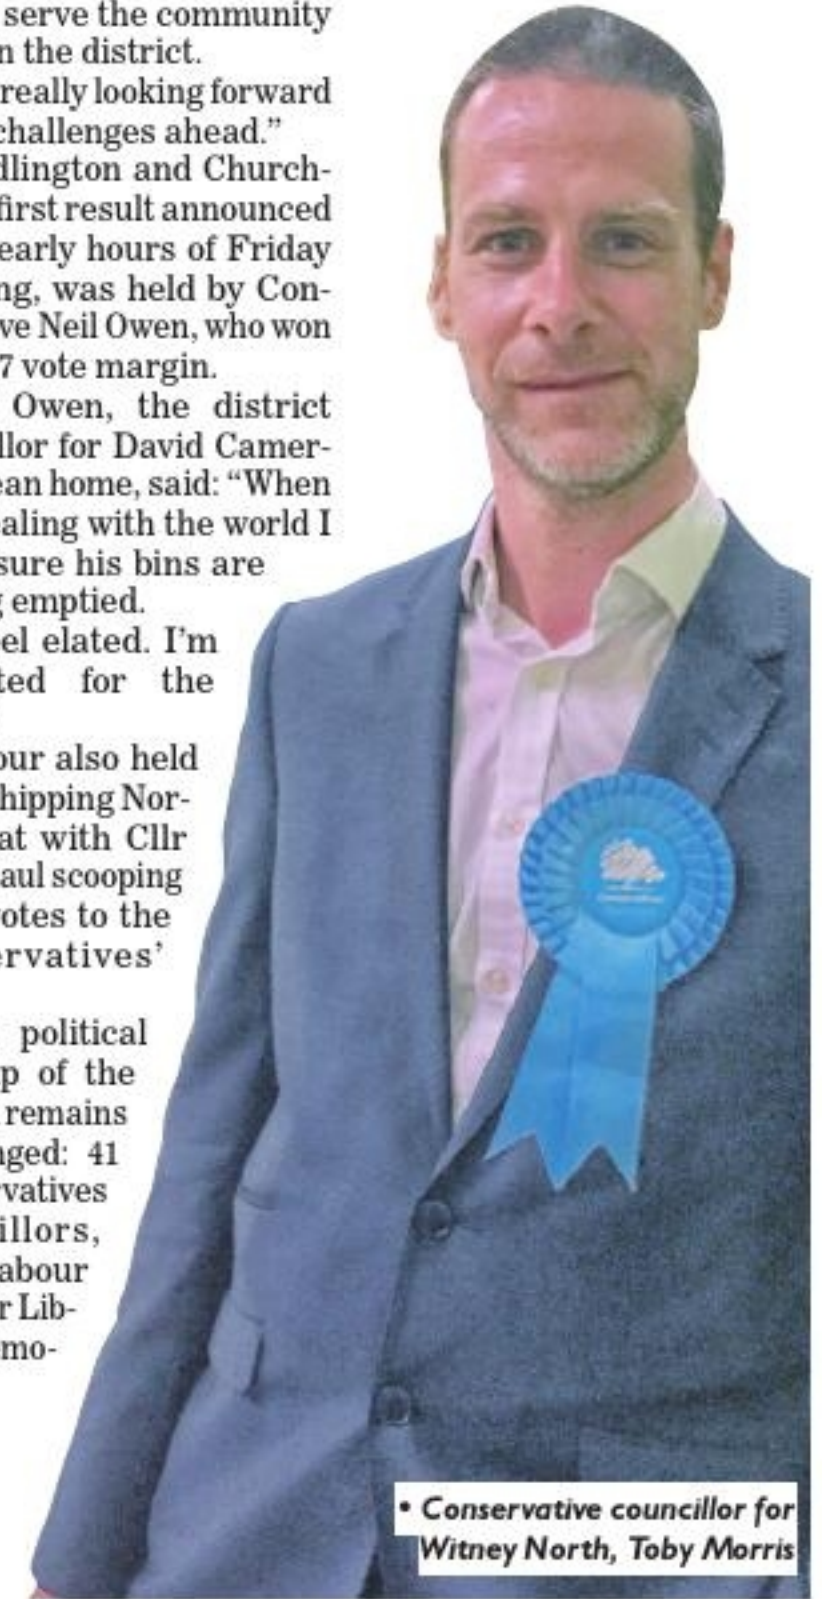 serve the community
n the district.
really looking forward
challenges ahead.”
dlington and Church-
first result announced
early hours of Friday
ng, was held by Con-
ve Neil Owen, who won
7 vote margin.
Owen, the district
llor for David Camer-
ean home, said: “When
aling with the world I
sure his bins are
g emptied.
el elated. I’m
ted for the
our also held
hipping Nor-
at with Cllr
aul scooping
votes to the
ervatives’
political
p of the
remains
nged: 41
rvatives
illors,
abour
r Lib-
mo-
• Conservative councillor for
Witney North, Toby Morris